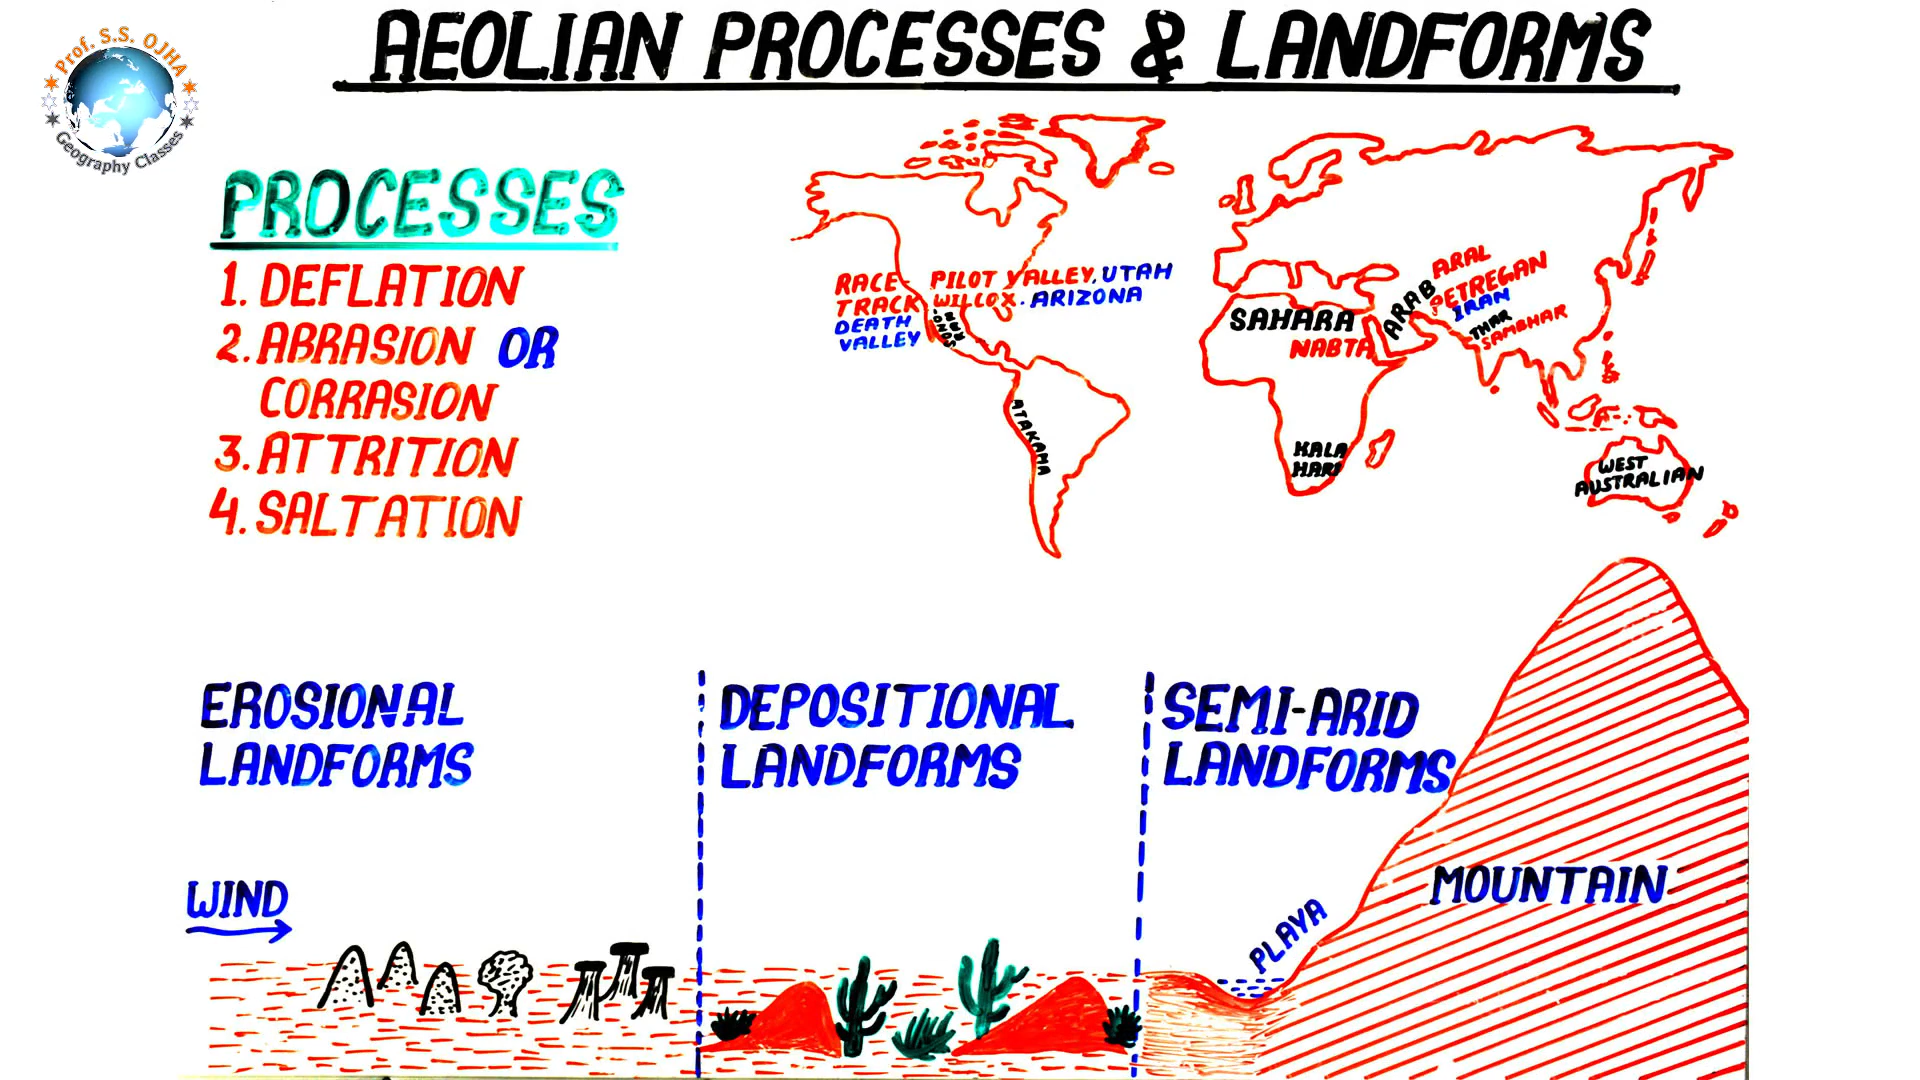 Prof. S.S. OJHA
Geography Classes
AEOLIAN PROCESSES & LANDFORMS
PROCESSES
1. DEFLATION
2. ABRASION OR
CORRASION
3. ATTRITION
4. SALTATION
RACE
TRACK
DEATH
VALLEY
PILOT VALLEY, UTAH
WILCOX. ARIZONA
ATAKAMA
SAHARA
NABTA
ARAB
ARAL
PETREGAN
IRAN
THAR
SAMBHAR
KALA
HARI
WEST
AUSTRALIAN
EROSIONAL
LANDFORMS
DEPOSITIONAL
LANDFORMS
SEMI-ARID
LANDFORMS
WIND
PLAYA
MOUNTAIN